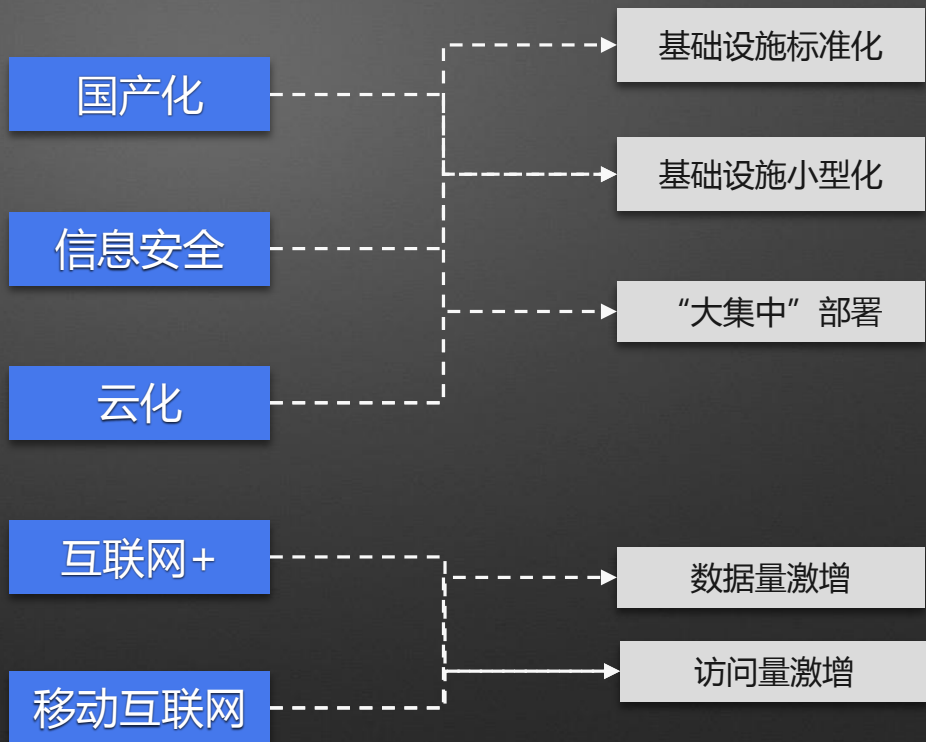 国产化
信息安全
云化
互联网+
移动互联网
基础设施标准化
基础设施小型化
“大集中”部署
数据量激增
访问量激增